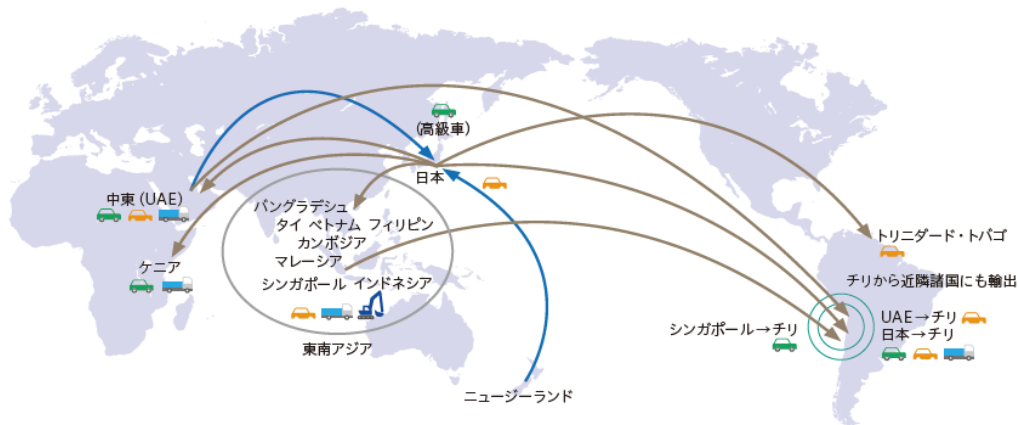 (高級車)
日本
中東(UAE)
バングラデシュ
タイ ベトナム フィリピン
カンボジア
マレーシア
シンガポール インドネシア
東南アジア
ケニア
ニュージーランド
トリニダード・トバゴ
チリから近隣諸国にも輸出
UAE→チリ
日本→チリ
シンガポール→チリ